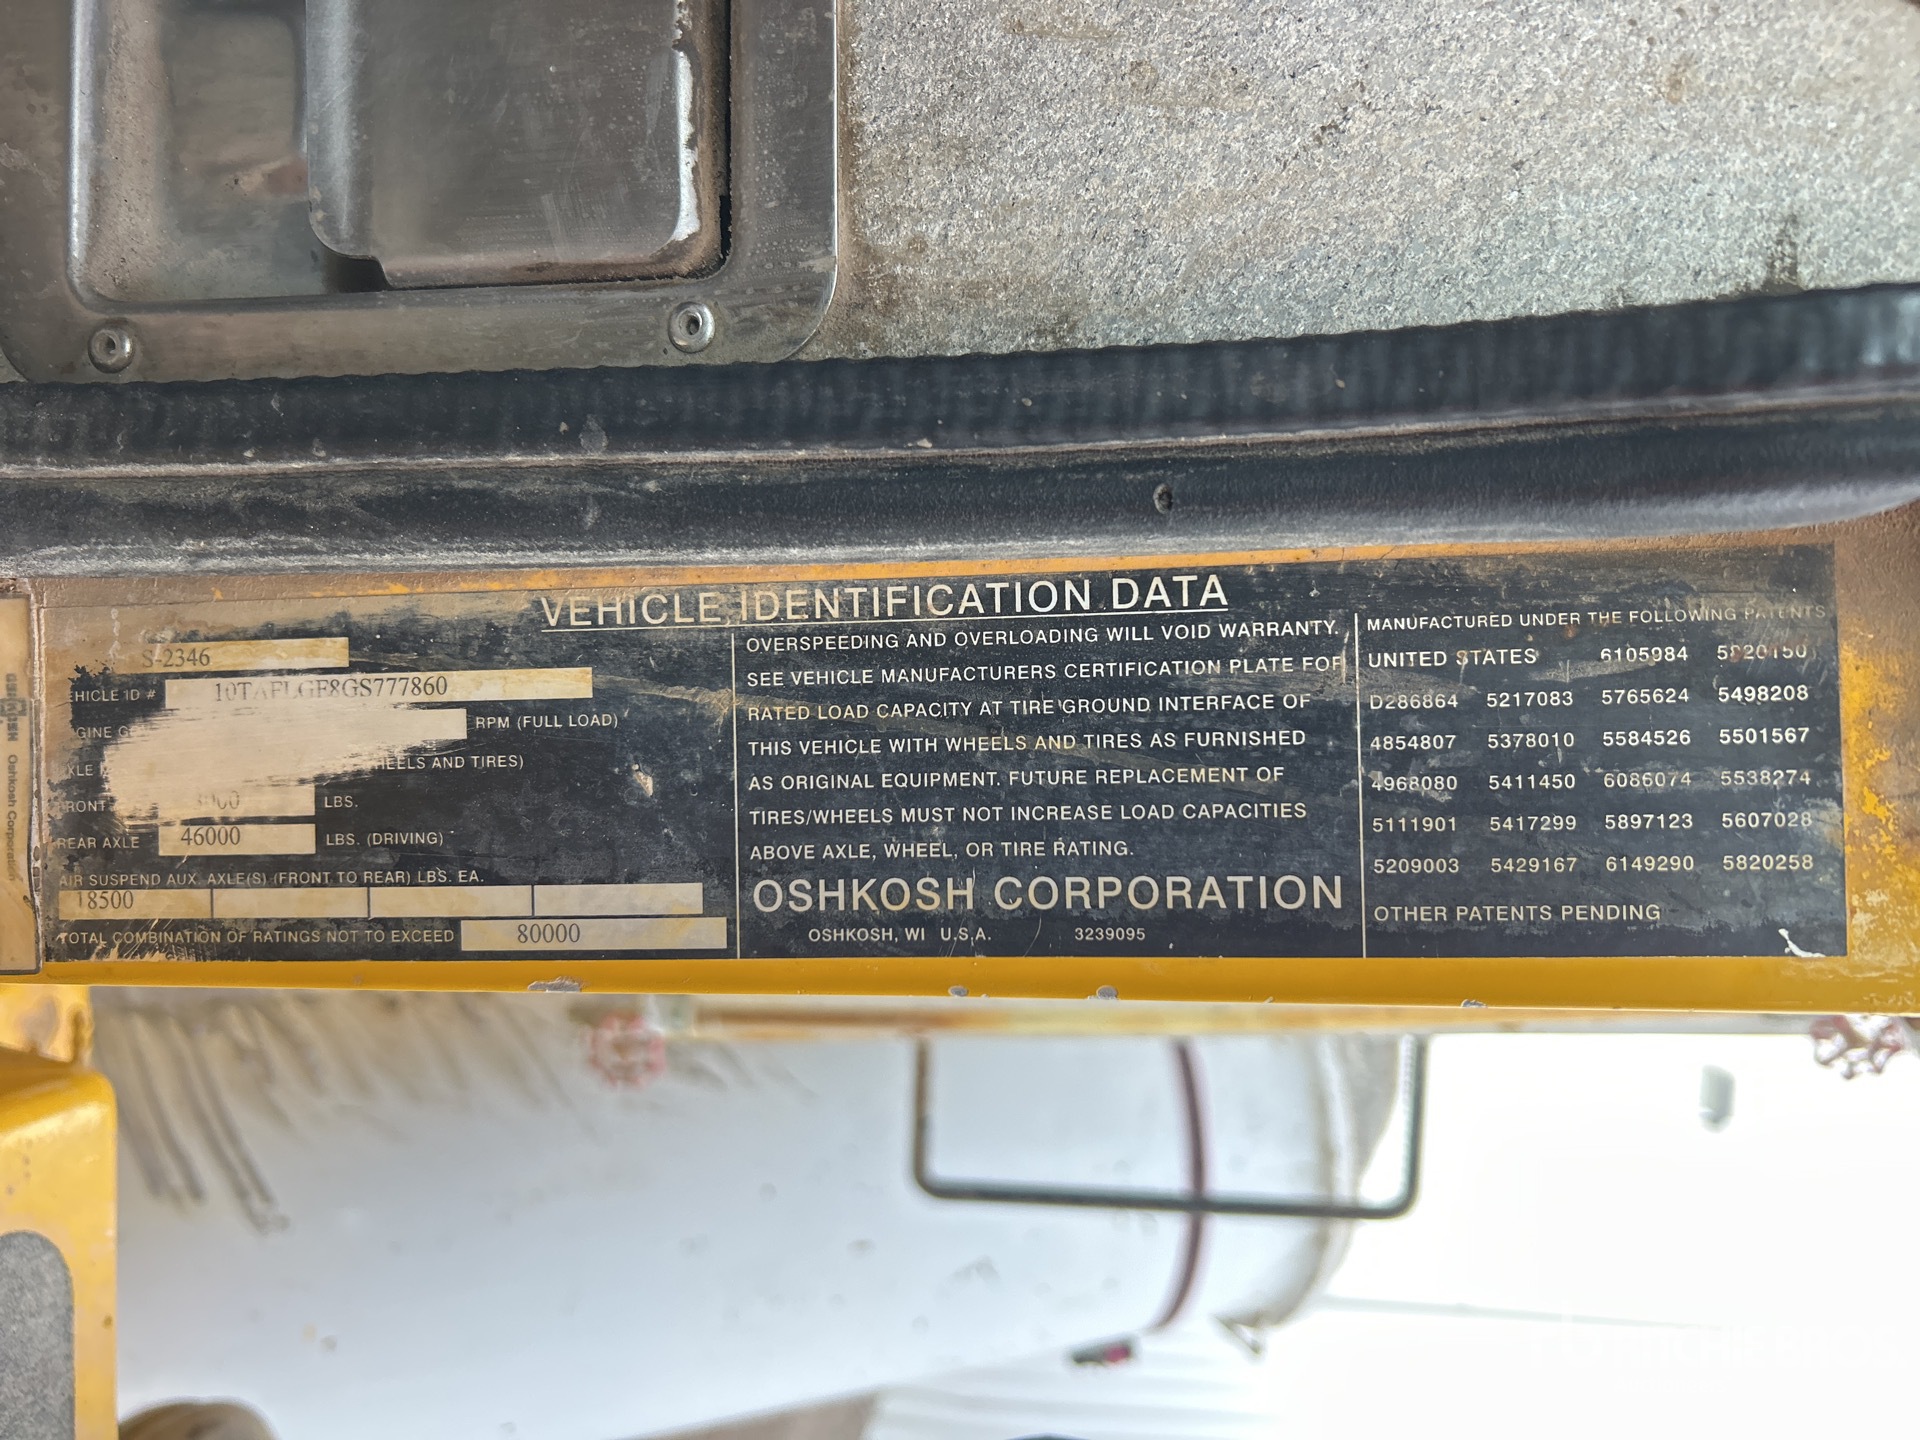 VEHICLE IDENTIFICATION DATA
S-2346
EHICLE ID # 10TAFLGF8GS777860
GINE RPM (FULL LOAD)
XLE HEELS AND TIRES)
RONT LBS.
REAR AXLE 46000 LBS. (DRIVING)
AIR SUSPEND AUX. AXLE(S) (FRONT TO REAR) LBS. EA.
18500
TOTAL COMBINATION OF RATINGS NOT TO EXCEED 80000
OVERSPEEDING AND OVERLOADING WILL VOID WARRANTY.
SEE VEHICLE MANUFACTURERS CERTIFICATION PLATE FOR
RATED LOAD CAPACITY AT TIRE GROUND INTERFACE OF
THIS VEHICLE WITH WHEELS AND TIRES AS FURNISHED
AS ORIGINAL EQUIPMENT. FUTURE REPLACEMENT OF
TIRES/WHEELS MUST NOT INCREASE LOAD CAPACITIES
ABOVE AXLE, WHEEL, OR TIRE RATING.
OSHKOSH CORPORATION
OSHKOSH, WI U.S.A. 3239095
MANUFACTURED UNDER THE FOLLOWING PATENTS
UNITED STATES 6105984 5820150
D286864 5217083 5765624 5498208
4854807 5378010 5584526 5501567
4968080 5411450 6086074 5538274
5111901 5417299 5897123 5607028
5209003 5429167 6149290 5820258
OTHER PATENTS PENDING
Oshkosh Corporation